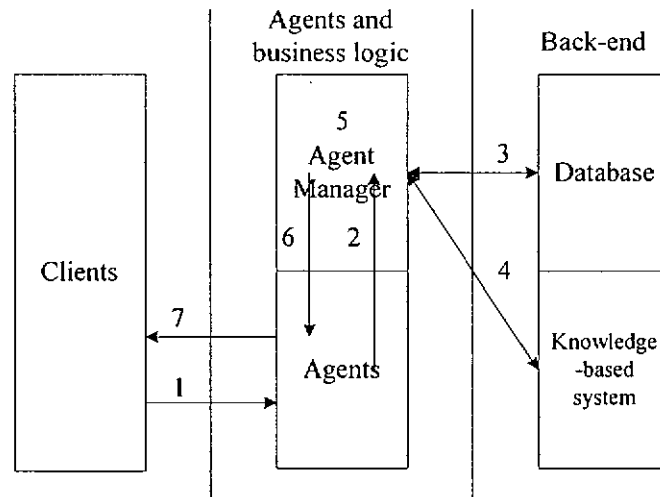 Agents and
business logic
Back-end
5
Agent
Manager
3
Database
6
2
Clients
4
7
Knowledge
-based
system
Agents
1